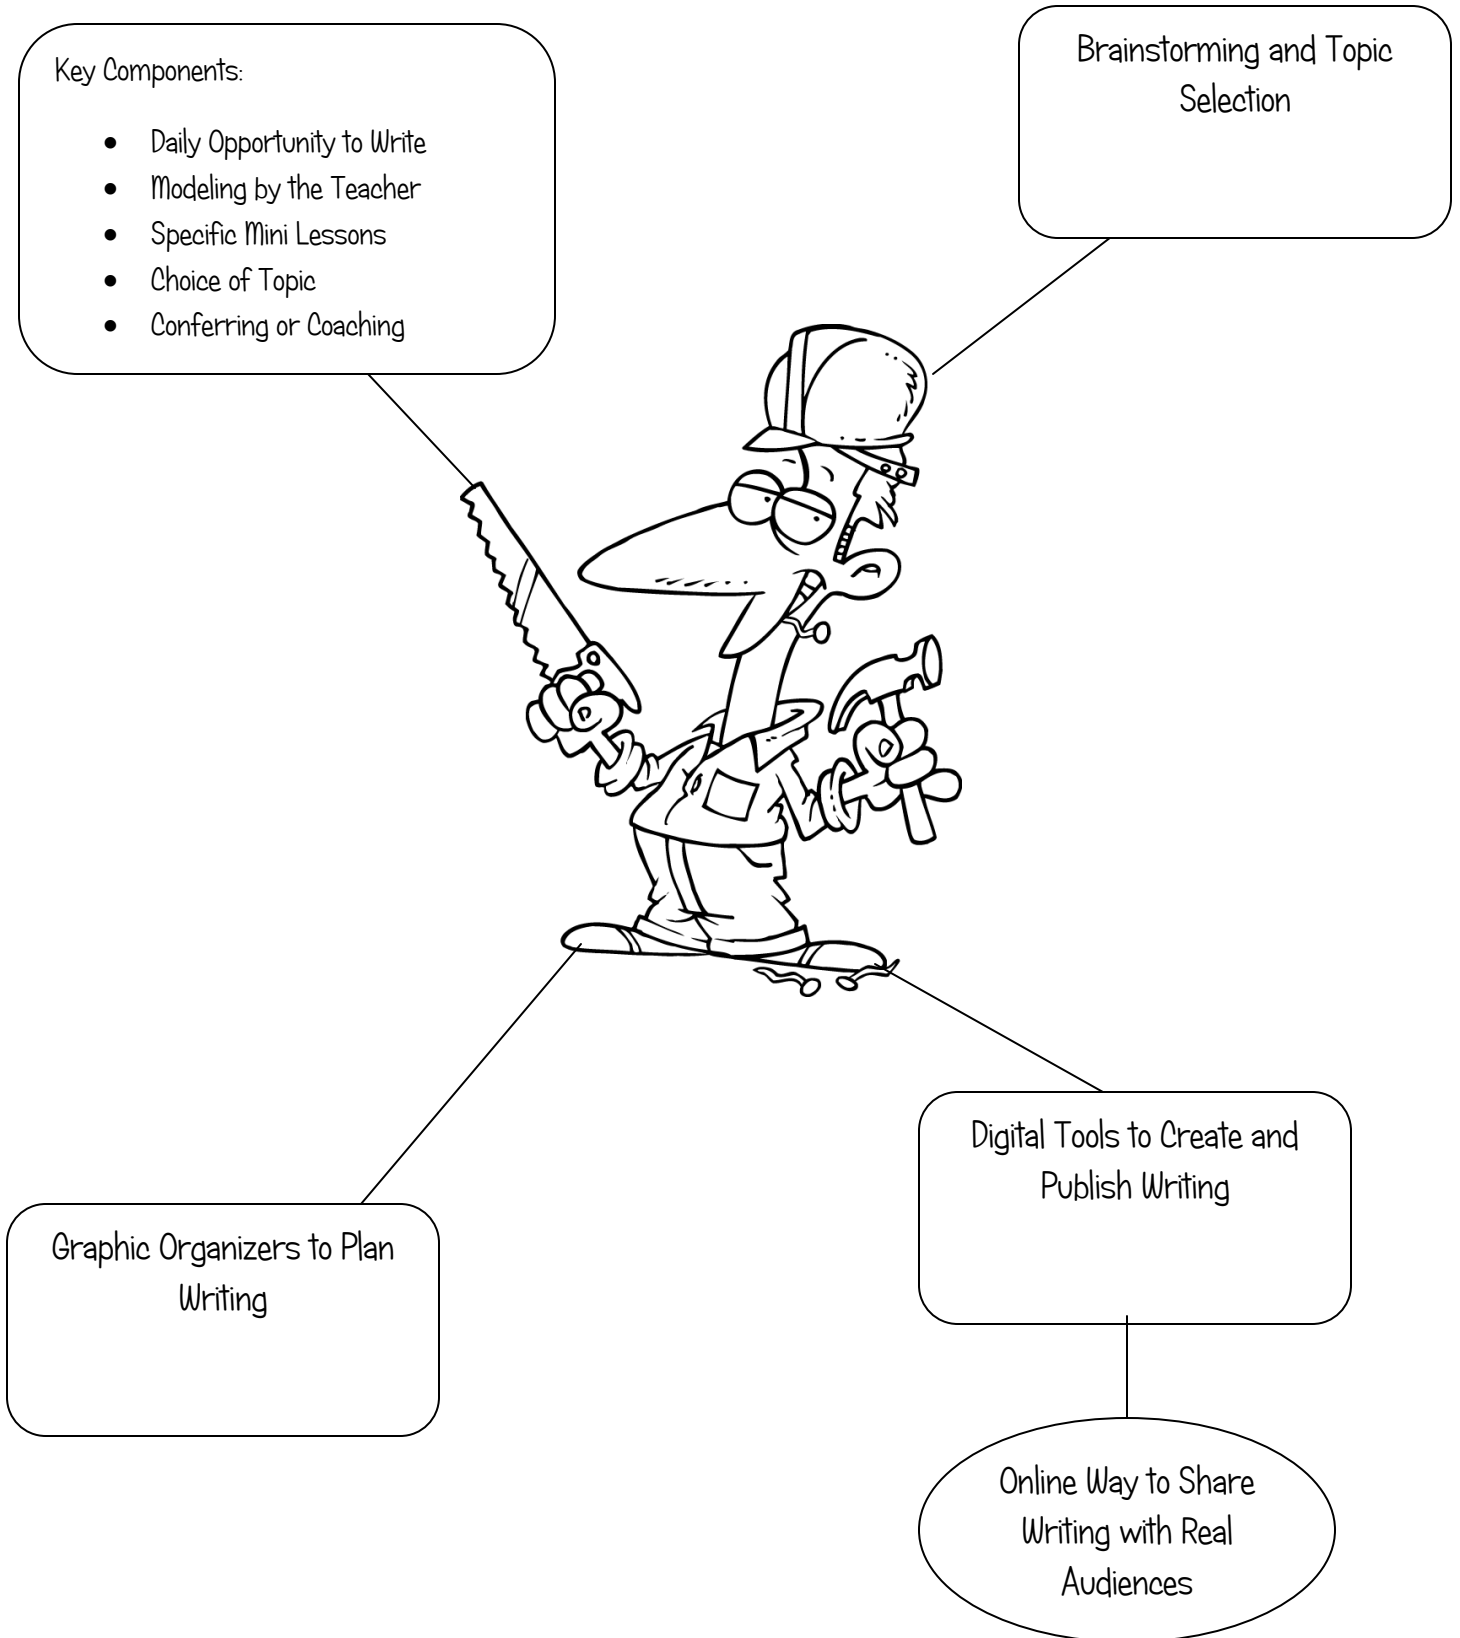 Key Components:
Daily Opportunity to Write
Modeling by the Teacher
Specific Mini Lessons
Choice of Topic
Conferring or Coaching
Brainstorming and Topic
Selection
Digital Tools to Create and
Publish Writing
Graphic Organizers to Plan
Writing
Online Way to Share
Writing with Real
Audiences